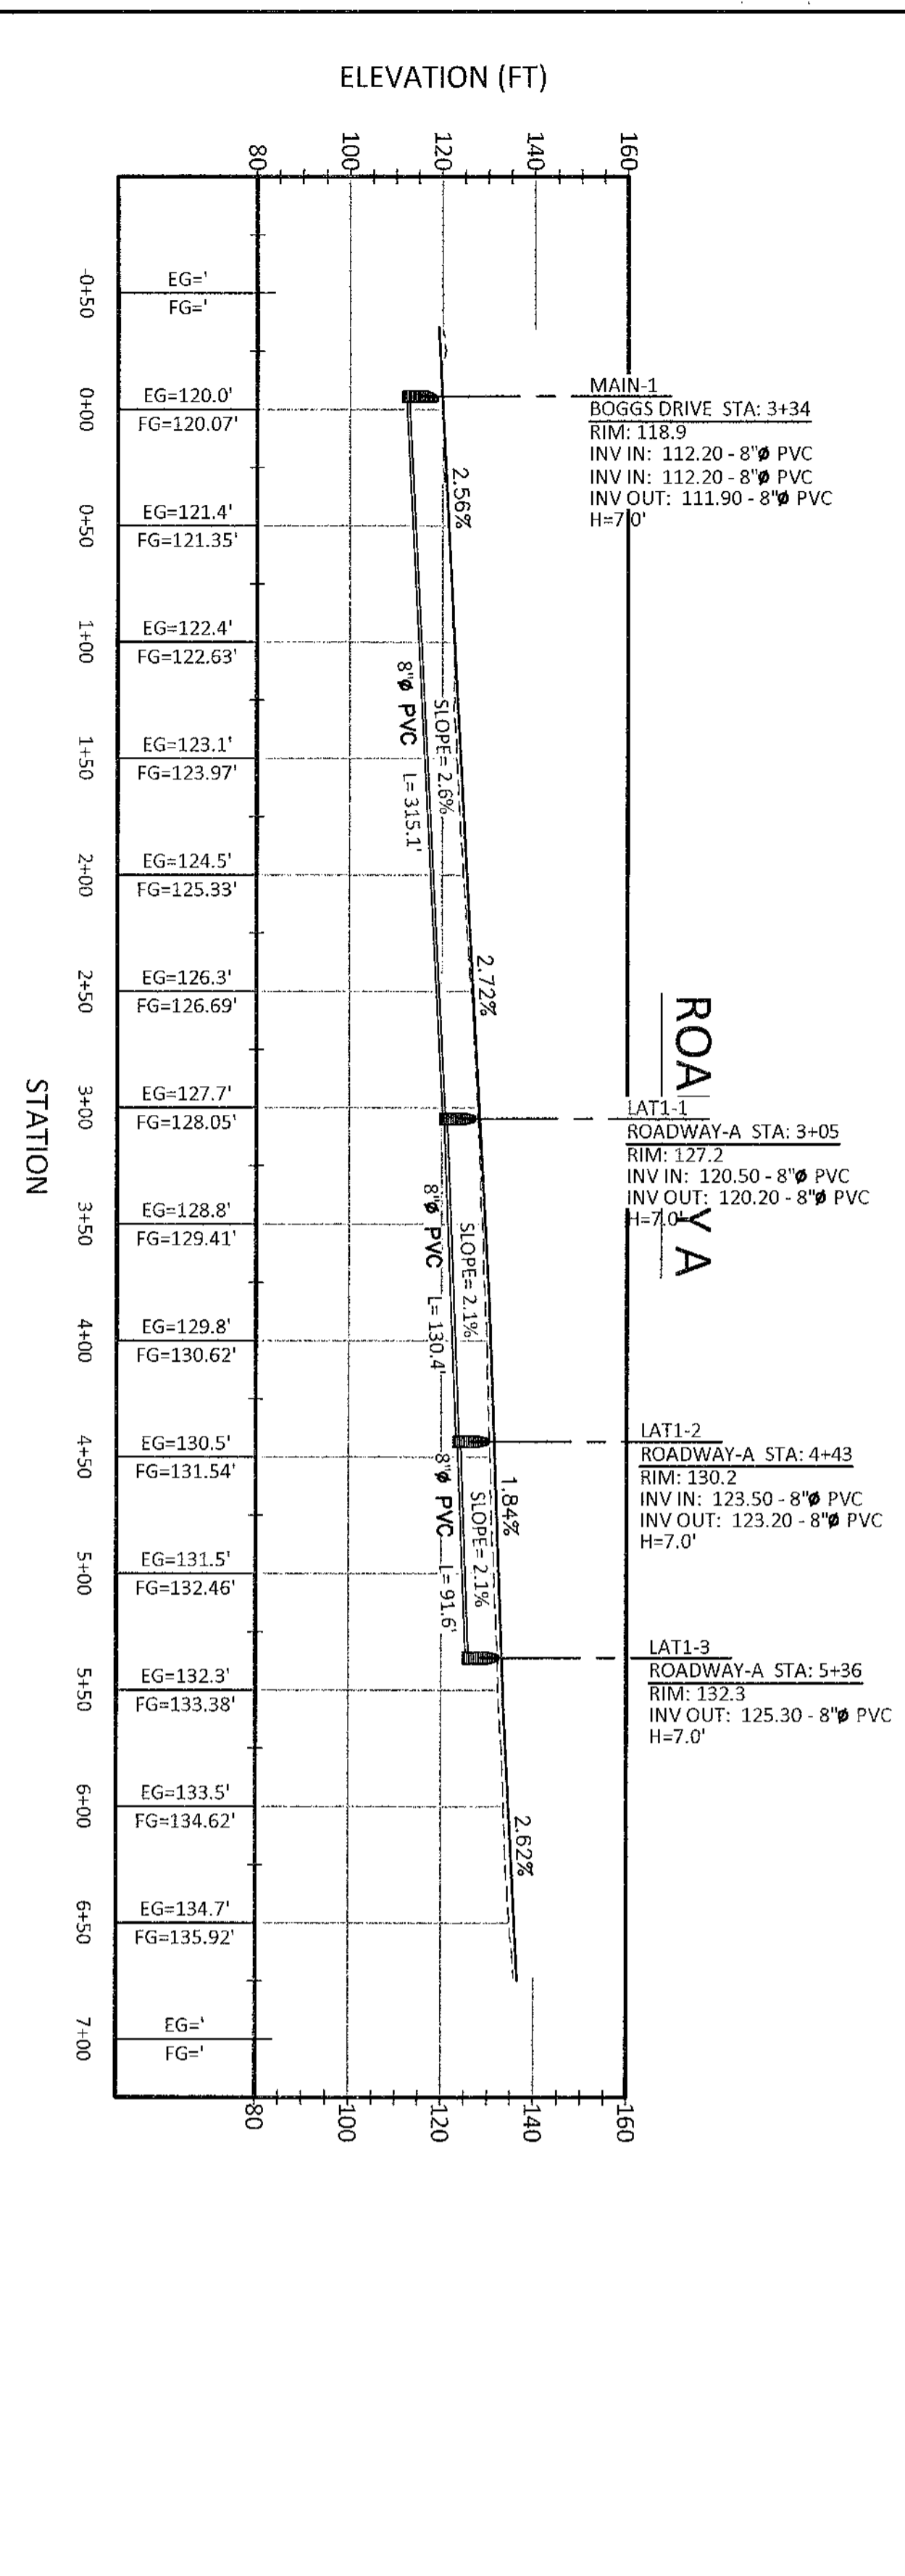 ELEVATION (FT)
80
100
120
140
160
MAIN-1
BOGGS DRIVE STA: 3+34
RIM: 118.9
INV IN: 112.20 - 8"Ø PVC
INV IN: 112.20 - 8"Ø PVC
INV OUT: 111.90 - 8"Ø PVC
H=7.0'
-0+50
EG='
FG='
0+00
EG=120.0'
FG=120.07'
0+50
EG=121.4'
FG=121.35'
1+00
EG=122.4'
FG=122.63'
1+50
EG=123.1'
FG=123.97'
2+00
EG=124.5'
FG=125.33'
2+50
EG=126.3'
FG=126.69'
3+00
EG=127.7'
FG=128.05'
3+50
EG=128.8'
FG=129.41'
4+00
EG=129.8'
FG=130.62'
4+50
EG=130.5'
FG=131.54'
5+00
EG=131.5'
FG=132.46'
5+50
EG=132.3'
FG=133.38'
6+00
EG=133.5'
FG=134.62'
6+50
EG=134.7'
FG=135.92'
7+00
EG='
FG='
STATION
2.56%
SLOPE= 2.6%
8"Ø PVC L= 315.1'
2.72%
SLOPE= 2.1%
8"Ø PVC L= 130.4'
1.84%
SLOPE= 2.1%
8"Ø PVC L= 91.6'
2.62%
ROA Y A
LAT1-1
ROADWAY-A STA: 3+05
RIM: 127.2
INV IN: 120.50 - 8"Ø PVC
INV OUT: 120.20 - 8"Ø PVC
H=7.0'
LAT1-2
ROADWAY-A STA: 4+43
RIM: 130.2
INV IN: 123.50 - 8"Ø PVC
INV OUT: 123.20 - 8"Ø PVC
H=7.0'
LAT1-3
ROADWAY-A STA: 5+36
RIM: 132.3
INV OUT: 125.30 - 8"Ø PVC
H=7.0'
80
100
120
140
160